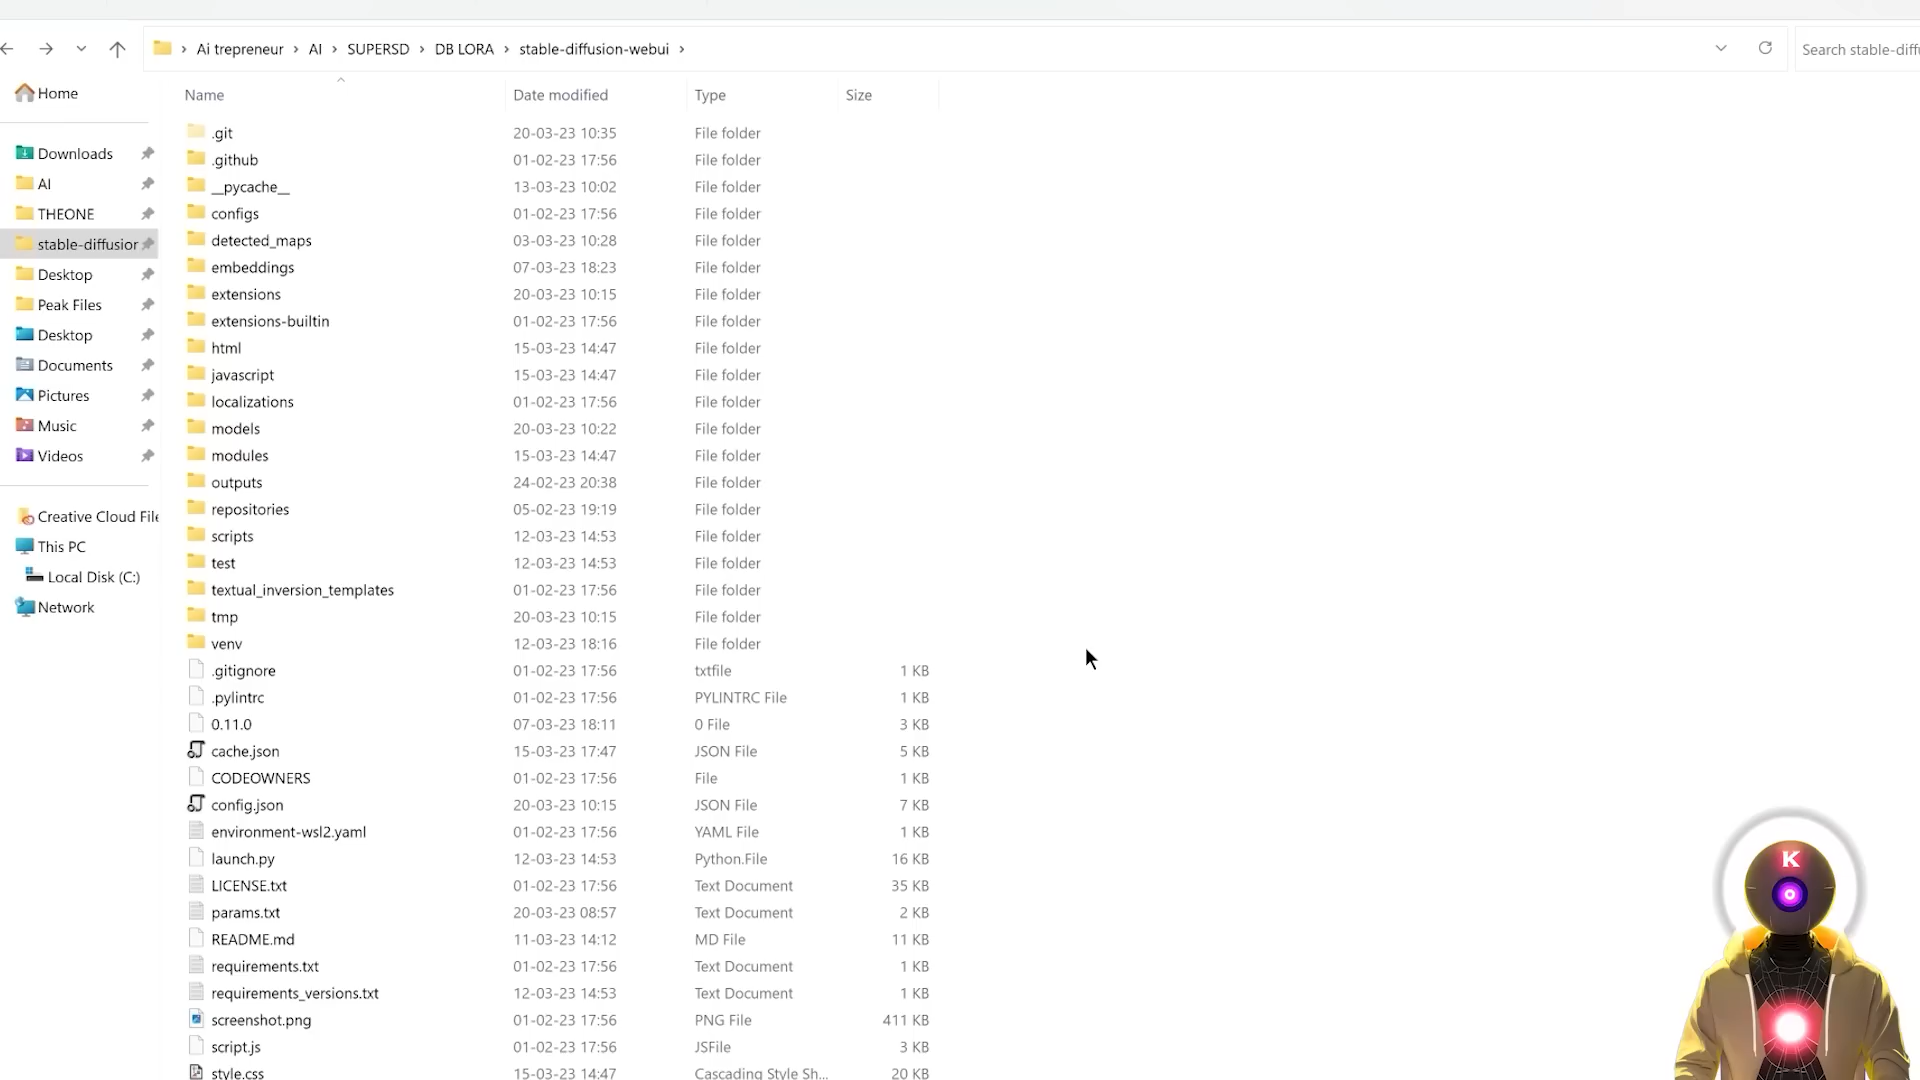 Ai trepreneur > AI > SUPERSD > DB LORA > stable-diffusion-webui >
Search stable-diffu
Home
Downloads
AI
THEONE
stable-diffusior
Desktop
Peak Files
Desktop
Documents
Pictures
Music
Videos
Creative Cloud File
This PC
Local Disk (C:)
Network
Name Date modified Type Size
.git 20-03-23 10:35 File folder
.github 01-02-23 17:56 File folder
__pycache__ 13-03-23 10:02 File folder
configs 01-02-23 17:56 File folder
detected_maps 03-03-23 10:28 File folder
embeddings 07-03-23 18:23 File folder
extensions 20-03-23 10:15 File folder
extensions-builtin 01-02-23 17:56 File folder
html 15-03-23 14:47 File folder
javascript 15-03-23 14:47 File folder
localizations 01-02-23 17:56 File folder
models 20-03-23 10:22 File folder
modules 15-03-23 14:47 File folder
outputs 24-02-23 20:38 File folder
repositories 05-02-23 19:19 File folder
scripts 12-03-23 14:53 File folder
test 12-03-23 14:53 File folder
textual_inversion_templates 01-02-23 17:56 File folder
tmp 20-03-23 10:15 File folder
venv 12-03-23 18:16 File folder
.gitignore 01-02-23 17:56 txtfile 1 KB
.pylintrc 01-02-23 17:56 PYLINTRC File 1 KB
0.11.0 07-03-23 18:11 0 File 3 KB
cache.json 15-03-23 17:47 JSON File 5 KB
CODEOWNERS 01-02-23 17:56 File 1 KB
config.json 20-03-23 10:15 JSON File 7 KB
environment-wsl2.yaml 01-02-23 17:56 YAML File 1 KB
launch.py 12-03-23 14:53 Python.File 16 KB
LICENSE.txt 01-02-23 17:56 Text Document 35 KB
params.txt 20-03-23 08:57 Text Document 2 KB
README.md 11-03-23 14:12 MD File 11 KB
requirements.txt 01-02-23 17:56 Text Document 1 KB
requirements_versions.txt 12-03-23 14:53 Text Document 1 KB
screenshot.png 01-02-23 17:56 PNG File 411 KB
script.js 01-02-23 17:56 JSFile 3 KB
style.css 15-03-23 14:47 Cascading Style Sh... 20 KB
K